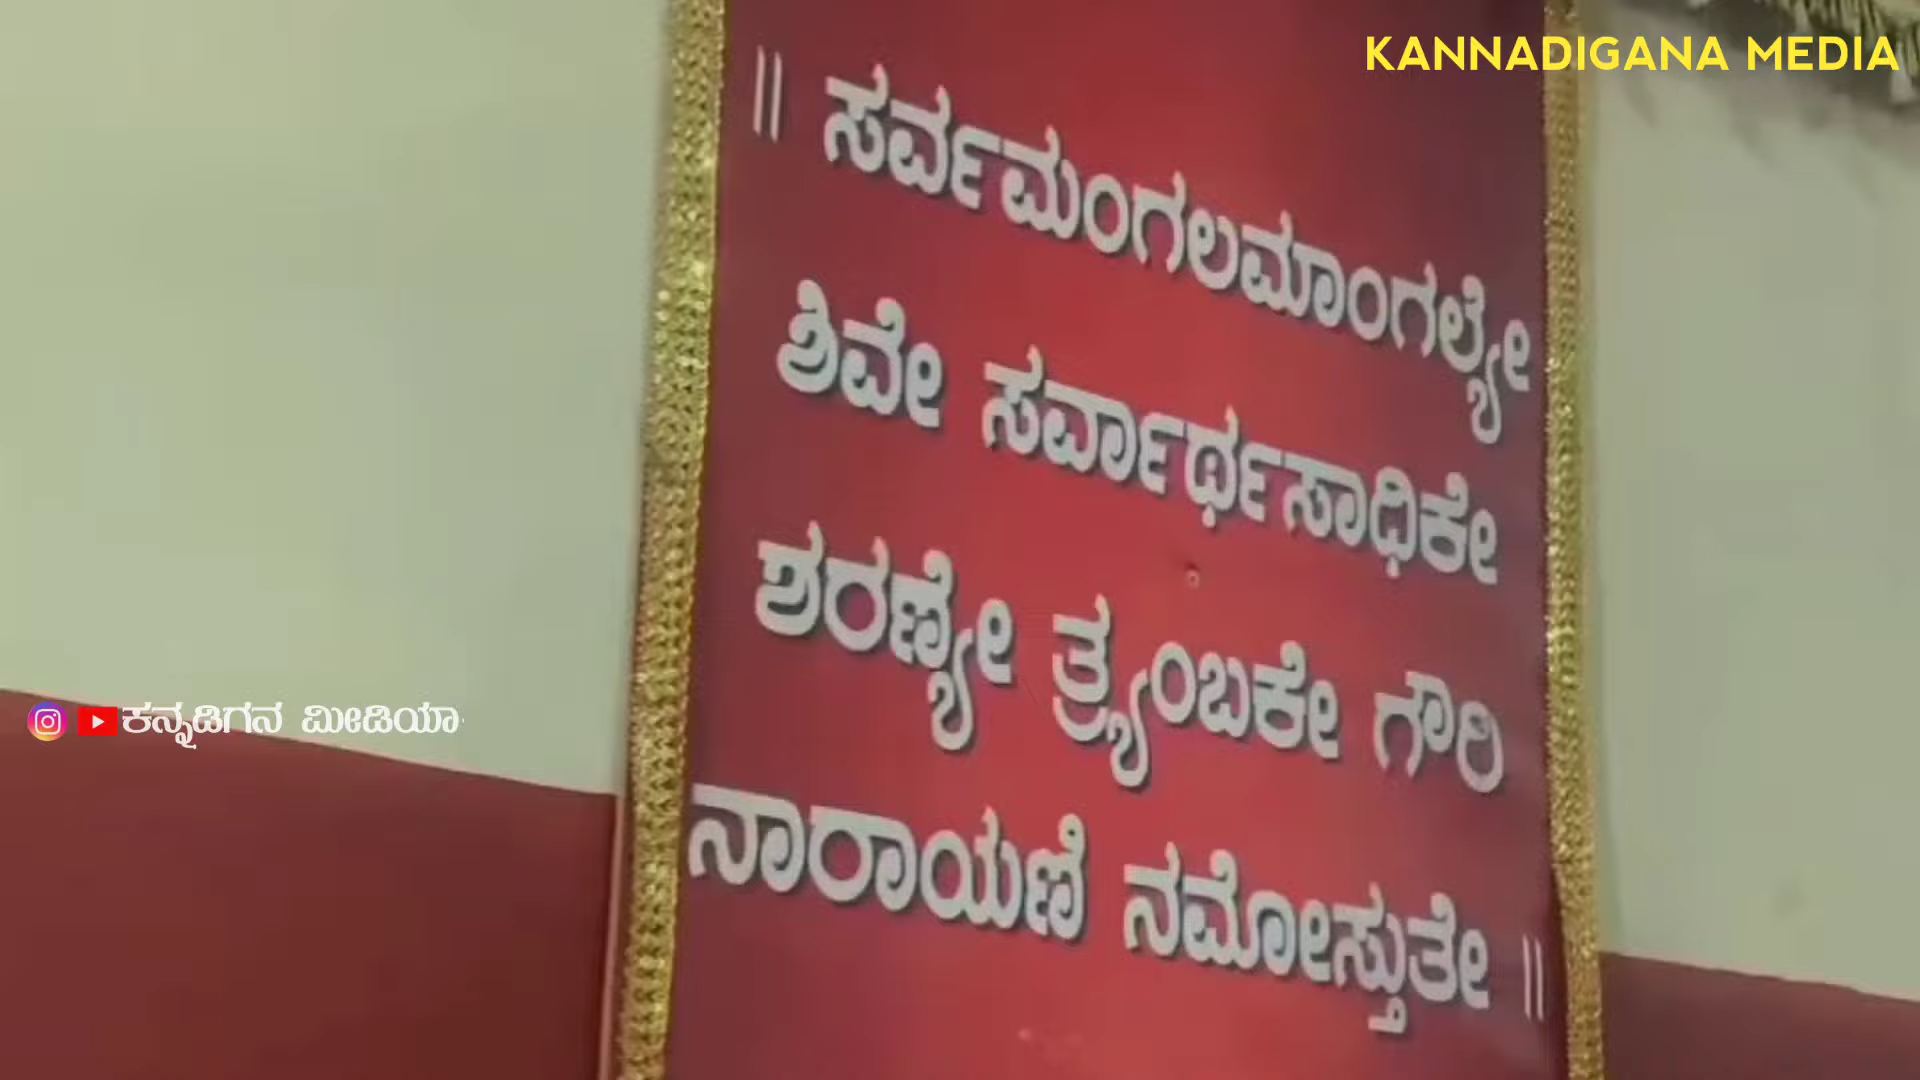 KANNADIGANA MEDIA
|| ಸರ್ವಮಂಗಲಮಾಂಗಲ್ಯೇ
ಶಿವೇ ಸರ್ವಾರ್ಥಸಾಧಿಕೇ
ಶರಣ್ಯೇ ತ್ರ್ಯಂಬಕೇ ಗೌರಿ
ನಾರಾಯಣಿ ನಮೋಸ್ತುತೇ ||
ಕನ್ನಡಿಗನ ಮೀಡಿಯಾ